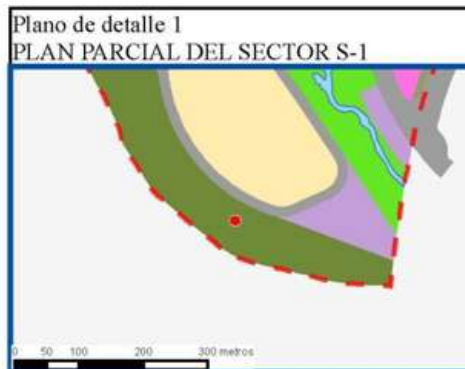 Plano de detalle 1
PLAN PARCIAL DEL SECTOR S-1
0 50 100 200 300 metros